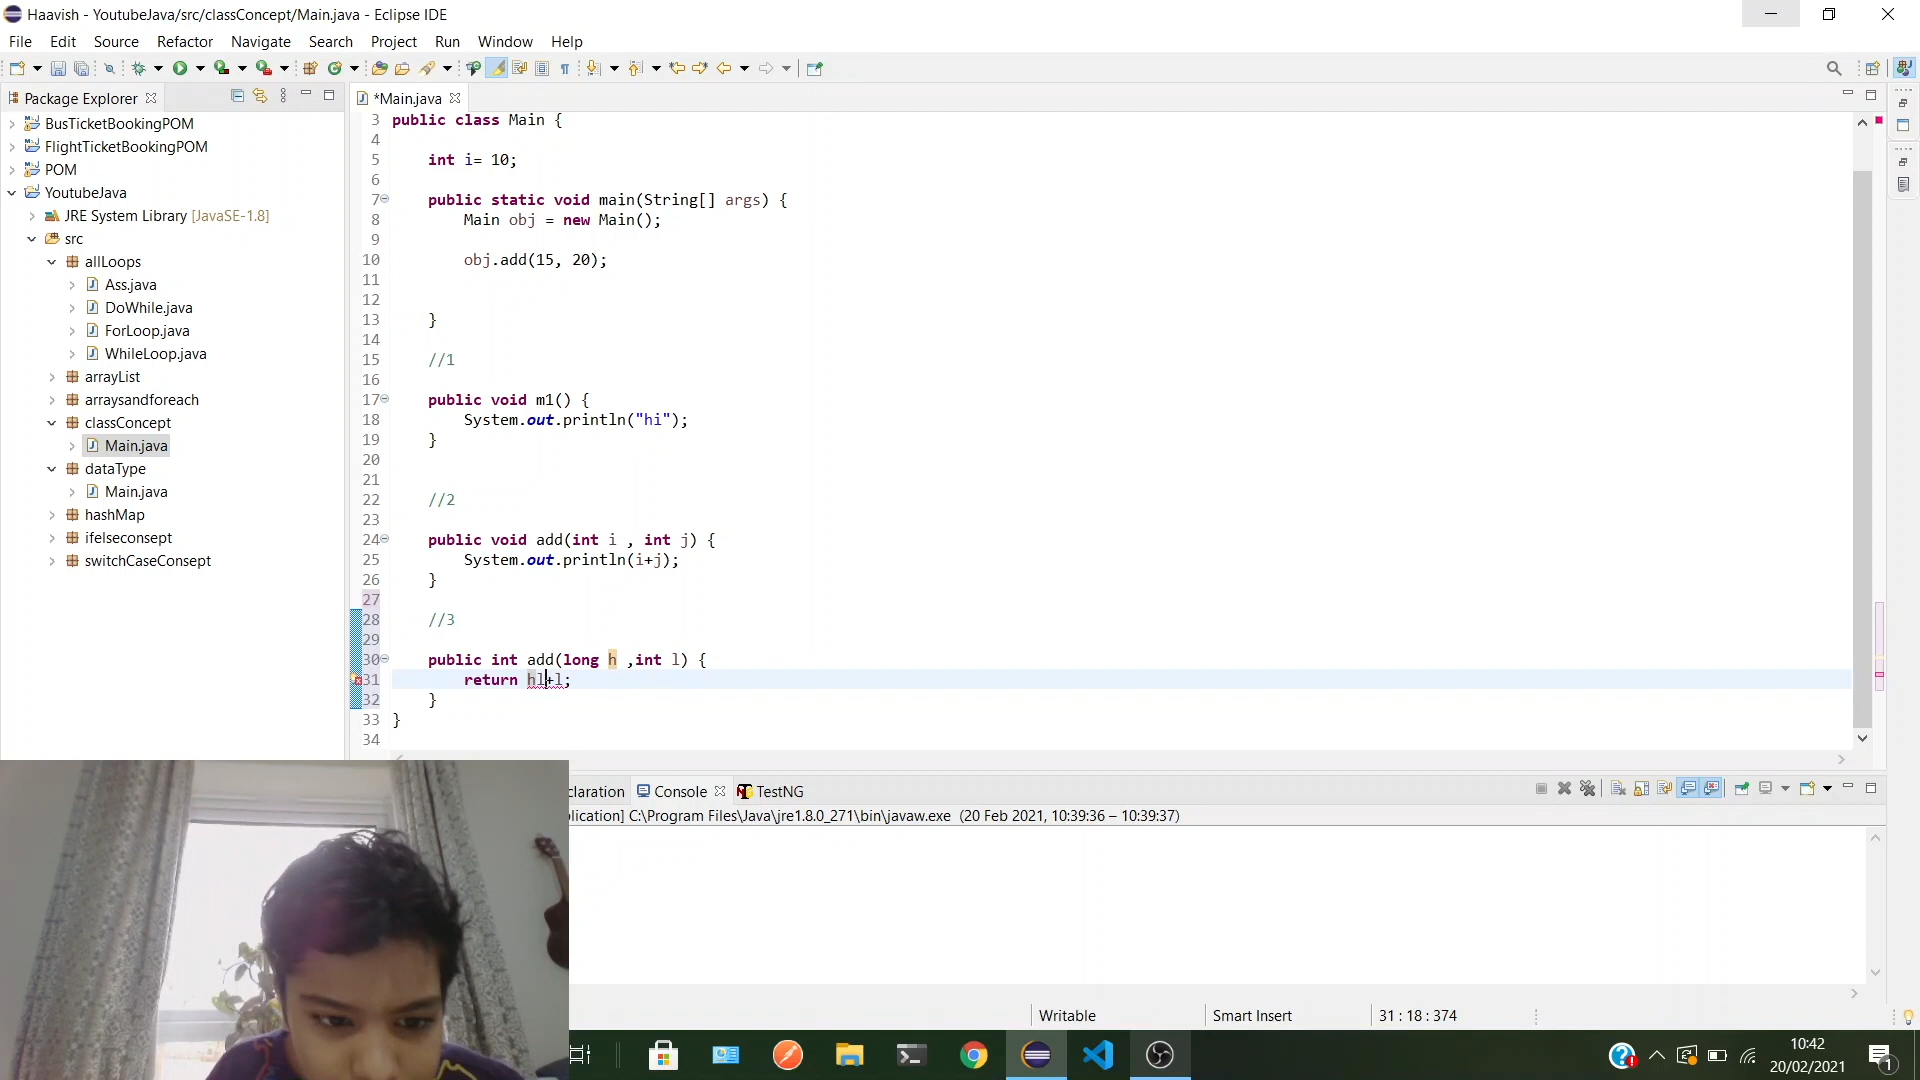 Haavish - YoutubeJava/src/classConcept/Main.java - Eclipse IDE
File Edit Source Refactor Navigate Search Project Run Window Help
Package Explorer
BusTicketBookingPOM
FlightTicketBookingPOM
POM
YoutubeJava
JRE System Library [JavaSE-1.8]
src
allLoops
Ass.java
DoWhile.java
ForLoop.java
WhileLoop.java
arrayList
arraysandforeach
classConcept
Main.java
dataType
Main.java
hashMap
ifelseconsept
switchCaseConsept
*Main.java
3 public class Main {
4
5 int i= 10;
6
7 public static void main(String[] args) {
8 Main obj = new Main();
9
10 obj.add(15, 20);
11
12
13 }
14
15 //1
16
17 public void m1() {
18 System.out.println("hi");
19 }
20
21
22 //2
23
24 public void add(int i , int j) {
25 System.out.println(i+j);
26 }
27
28 //3
29
30 public int add(long h ,int l) {
31 return hl+l;
32 }
33 }
34
claration Console TestNG
lication] C:\Program Files\Java\jre1.8.0_271\bin\javaw.exe (20 Feb 2021, 10:39:36 – 10:39:37)
Writable Smart Insert 31 : 18 : 374
10:42
20/02/2021
1